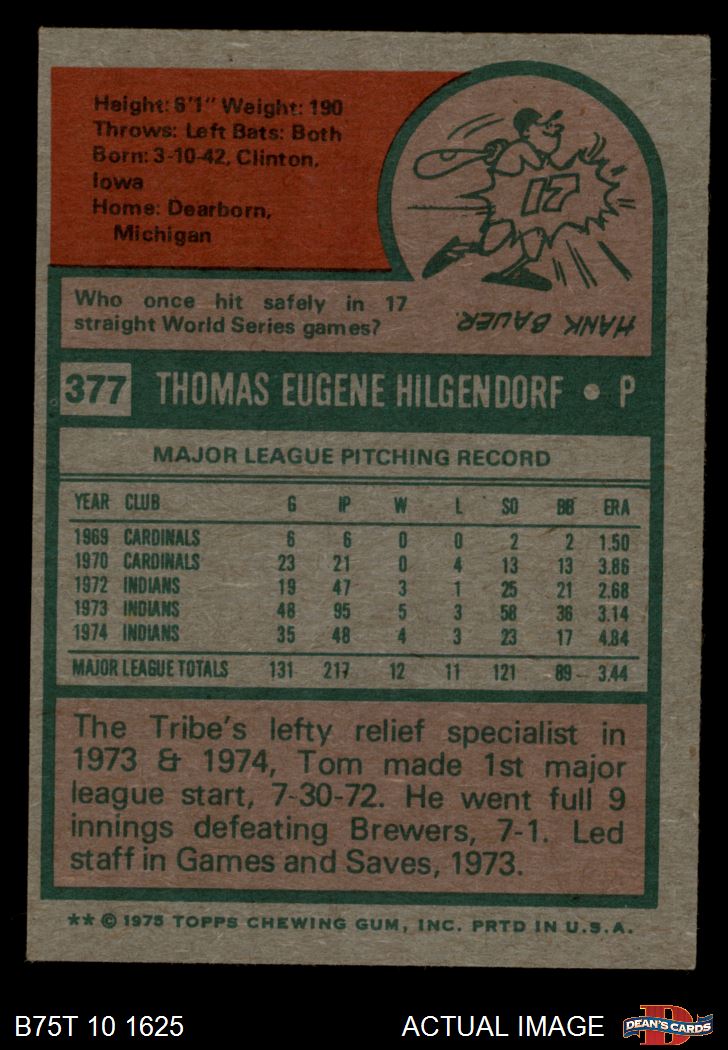 Height: 6'1" Weight: 190
Throws: Left Bats: Both
Born: 3-10-42, Clinton,
Iowa
Home: Dearborn,
Michigan
17
Who once hit safely in 17
straight World Series games?
HANK BAUER.
377 THOMAS EUGENE HILGENDORF • P
MAJOR LEAGUE PITCHING RECORD
YEAR CLUB G IP W L SO BB ERA
1969 CARDINALS 6 6 0 0 2 2 1.50
1970 CARDINALS 23 21 0 4 13 13 3.86
1972 INDIANS 19 47 3 1 25 21 2.68
1973 INDIANS 48 95 5 3 58 36 3.14
1974 INDIANS 35 48 4 3 23 17 4.84
MAJOR LEAGUE TOTALS 131 217 12 11 121 89 3.44
The Tribe's lefty relief specialist in
1973 & 1974, Tom made 1st major
league start, 7-30-72. He went full 9
innings defeating Brewers, 7-1. Led
staff in Games and Saves, 1973.
** © 1975 TOPPS CHEWING GUM, INC. PRTD IN U.S.A.
B75T 10 1625 ACTUAL IMAGE D DEAN'S CARDS